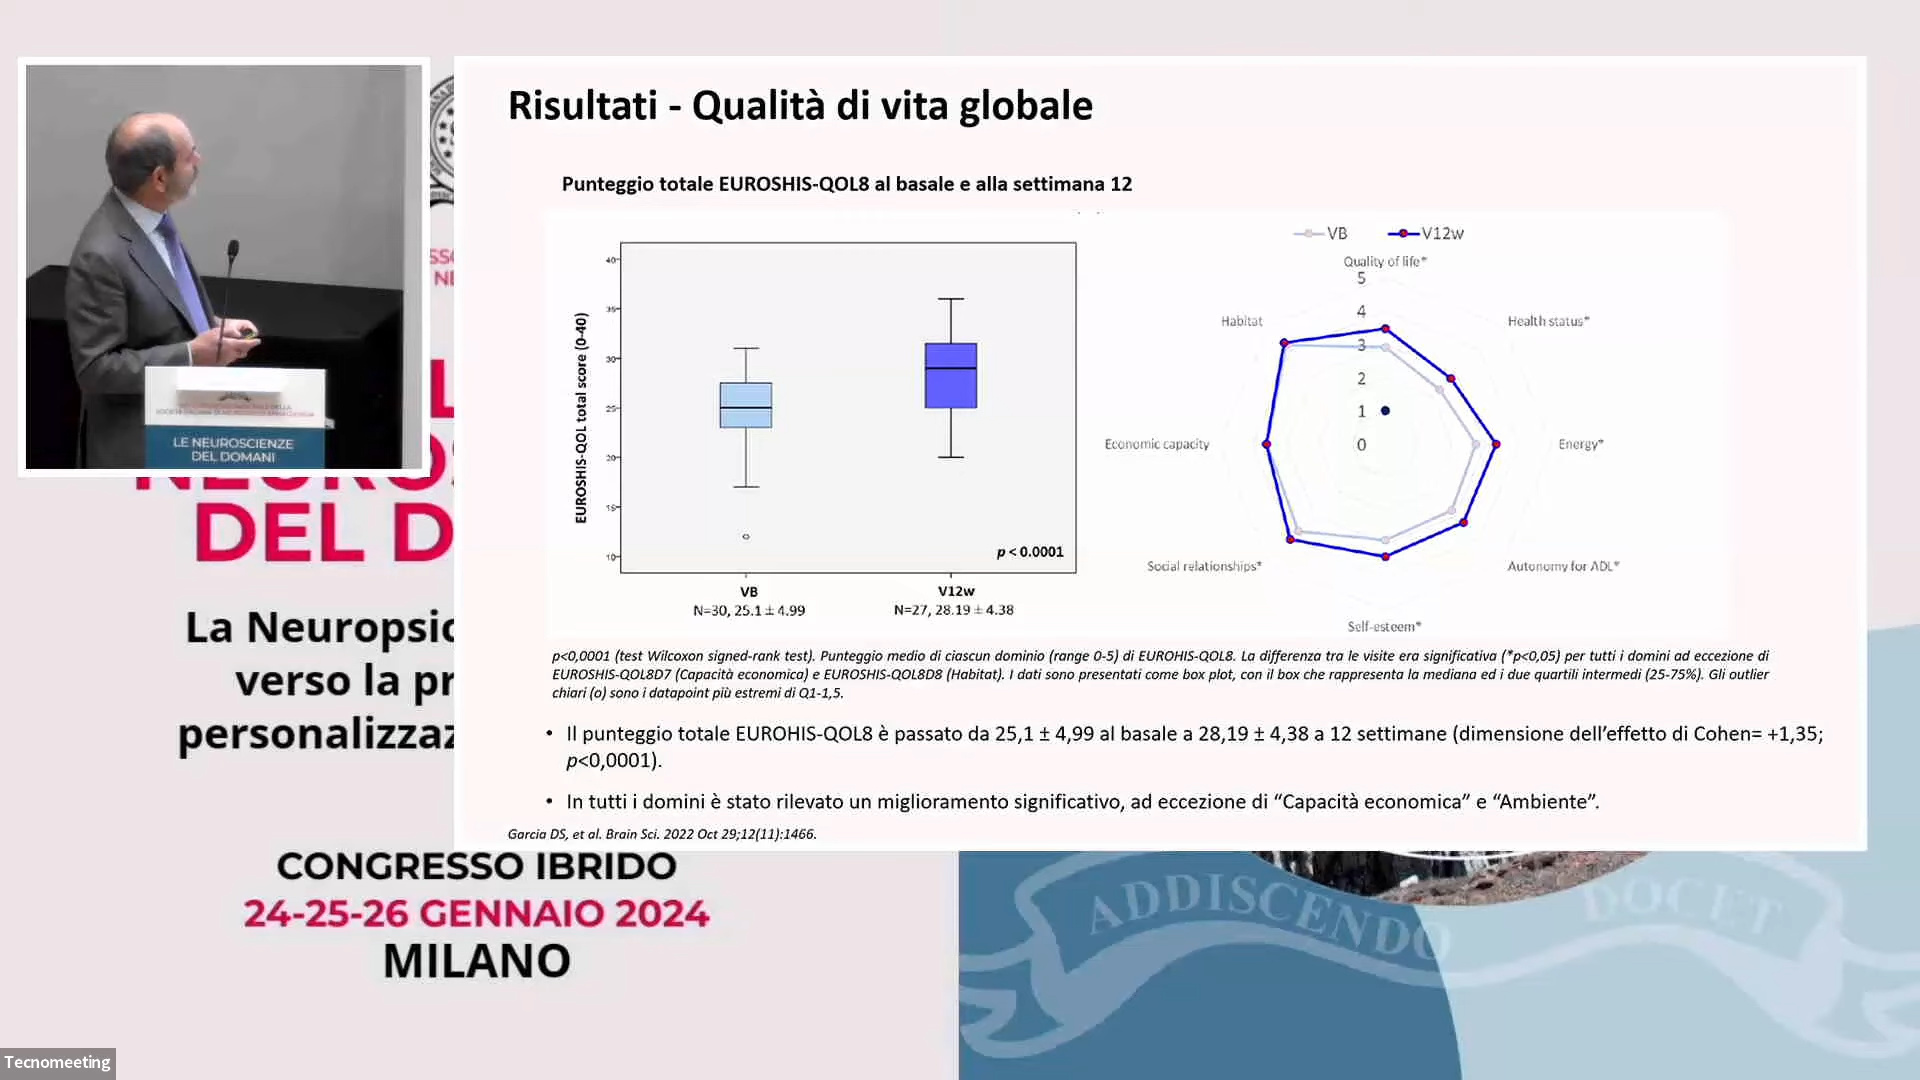 Risultati - Qualità di vita globale
Punteggio totale EUROSHIS-QOL8 al basale e alla settimana 12
EUROSHIS-QOL total score (0-40)
40
35
30
25
20
15
10
p < 0.0001
VB
V12w
N=30, 25.1 ± 4.99
N=27, 28.19 ± 4.38
VB
V12w
Quality of life*
5
4
3
2
1
0
Habitat
Health status*
Economic capacity
Energy*
Social relationships*
Autonomy for ADL*
Self-esteem*
p<0,0001 (test Wilcoxon signed-rank test). Punteggio medio di ciascun dominio (range 0-5) di EUROHIS-QOL8. La differenza tra le visite era significativa (*p<0,05) per tutti i domini ad eccezione di
EUROSHIS-QOL8D7 (Capacità economica) e EUROSHIS-QOL8D8 (Habitat). I dati sono presentati come box plot, con il box che rappresenta la mediana ed i due quartili intermedi (25-75%). Gli outlier
chiari (o) sono i datapoint più estremi di Q1-1,5.
• Il punteggio totale EUROHIS-QOL8 è passato da 25,1 ± 4,99 al basale a 28,19 ± 4,38 a 12 settimane (dimensione dell’effetto di Cohen= +1,35;
p<0,0001).
• In tutti i domini è stato rilevato un miglioramento significativo, ad eccezione di “Capacità economica” e “Ambiente”.
Garcia DS, et al. Brain Sci. 2022 Oct 29;12(11):1466.
LE NEUROSCIENZE
DEL DOMANI
DEL D
La Neuropsic
verso la pr
personalizzaz
CONGRESSO IBRIDO
24-25-26 GENNAIO 2024
MILANO
ADDISCENDO DOCET
Tecnomeeting